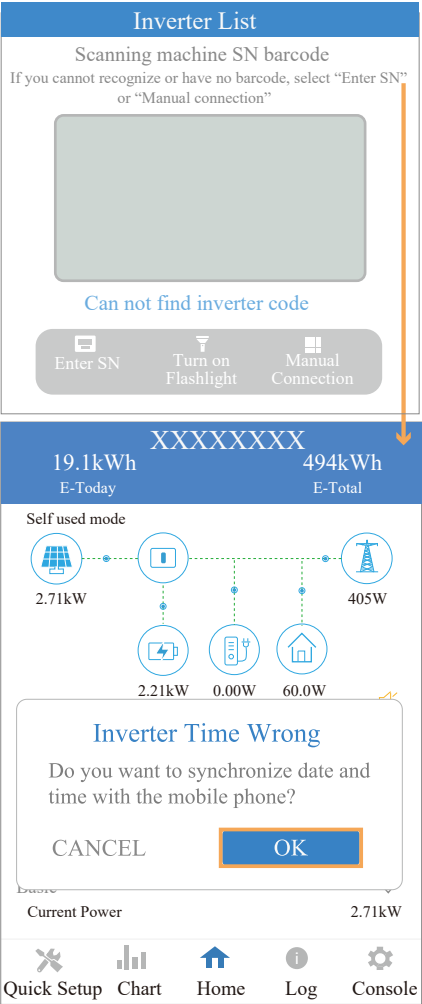 Inverter List
Scanning machine SN barcode
If you cannot recognize or have no barcode, select “Enter SN”
or “Manual connection”
Can not find inverter code
Enter SN
Turn on
Flashlight
Manual
Connection
XXXXXXXX
19.1kWh
494kWh
E-Today
E-Total
Self used mode
2.71kW
405W
2.21kW
0.00W
60.0W
Inverter Time Wrong
Do you want to synchronize date and
time with the mobile phone?
CANCEL
OK
Basic
Current Power
2.71kW
Quick Setup
Chart
Home
Log
Console